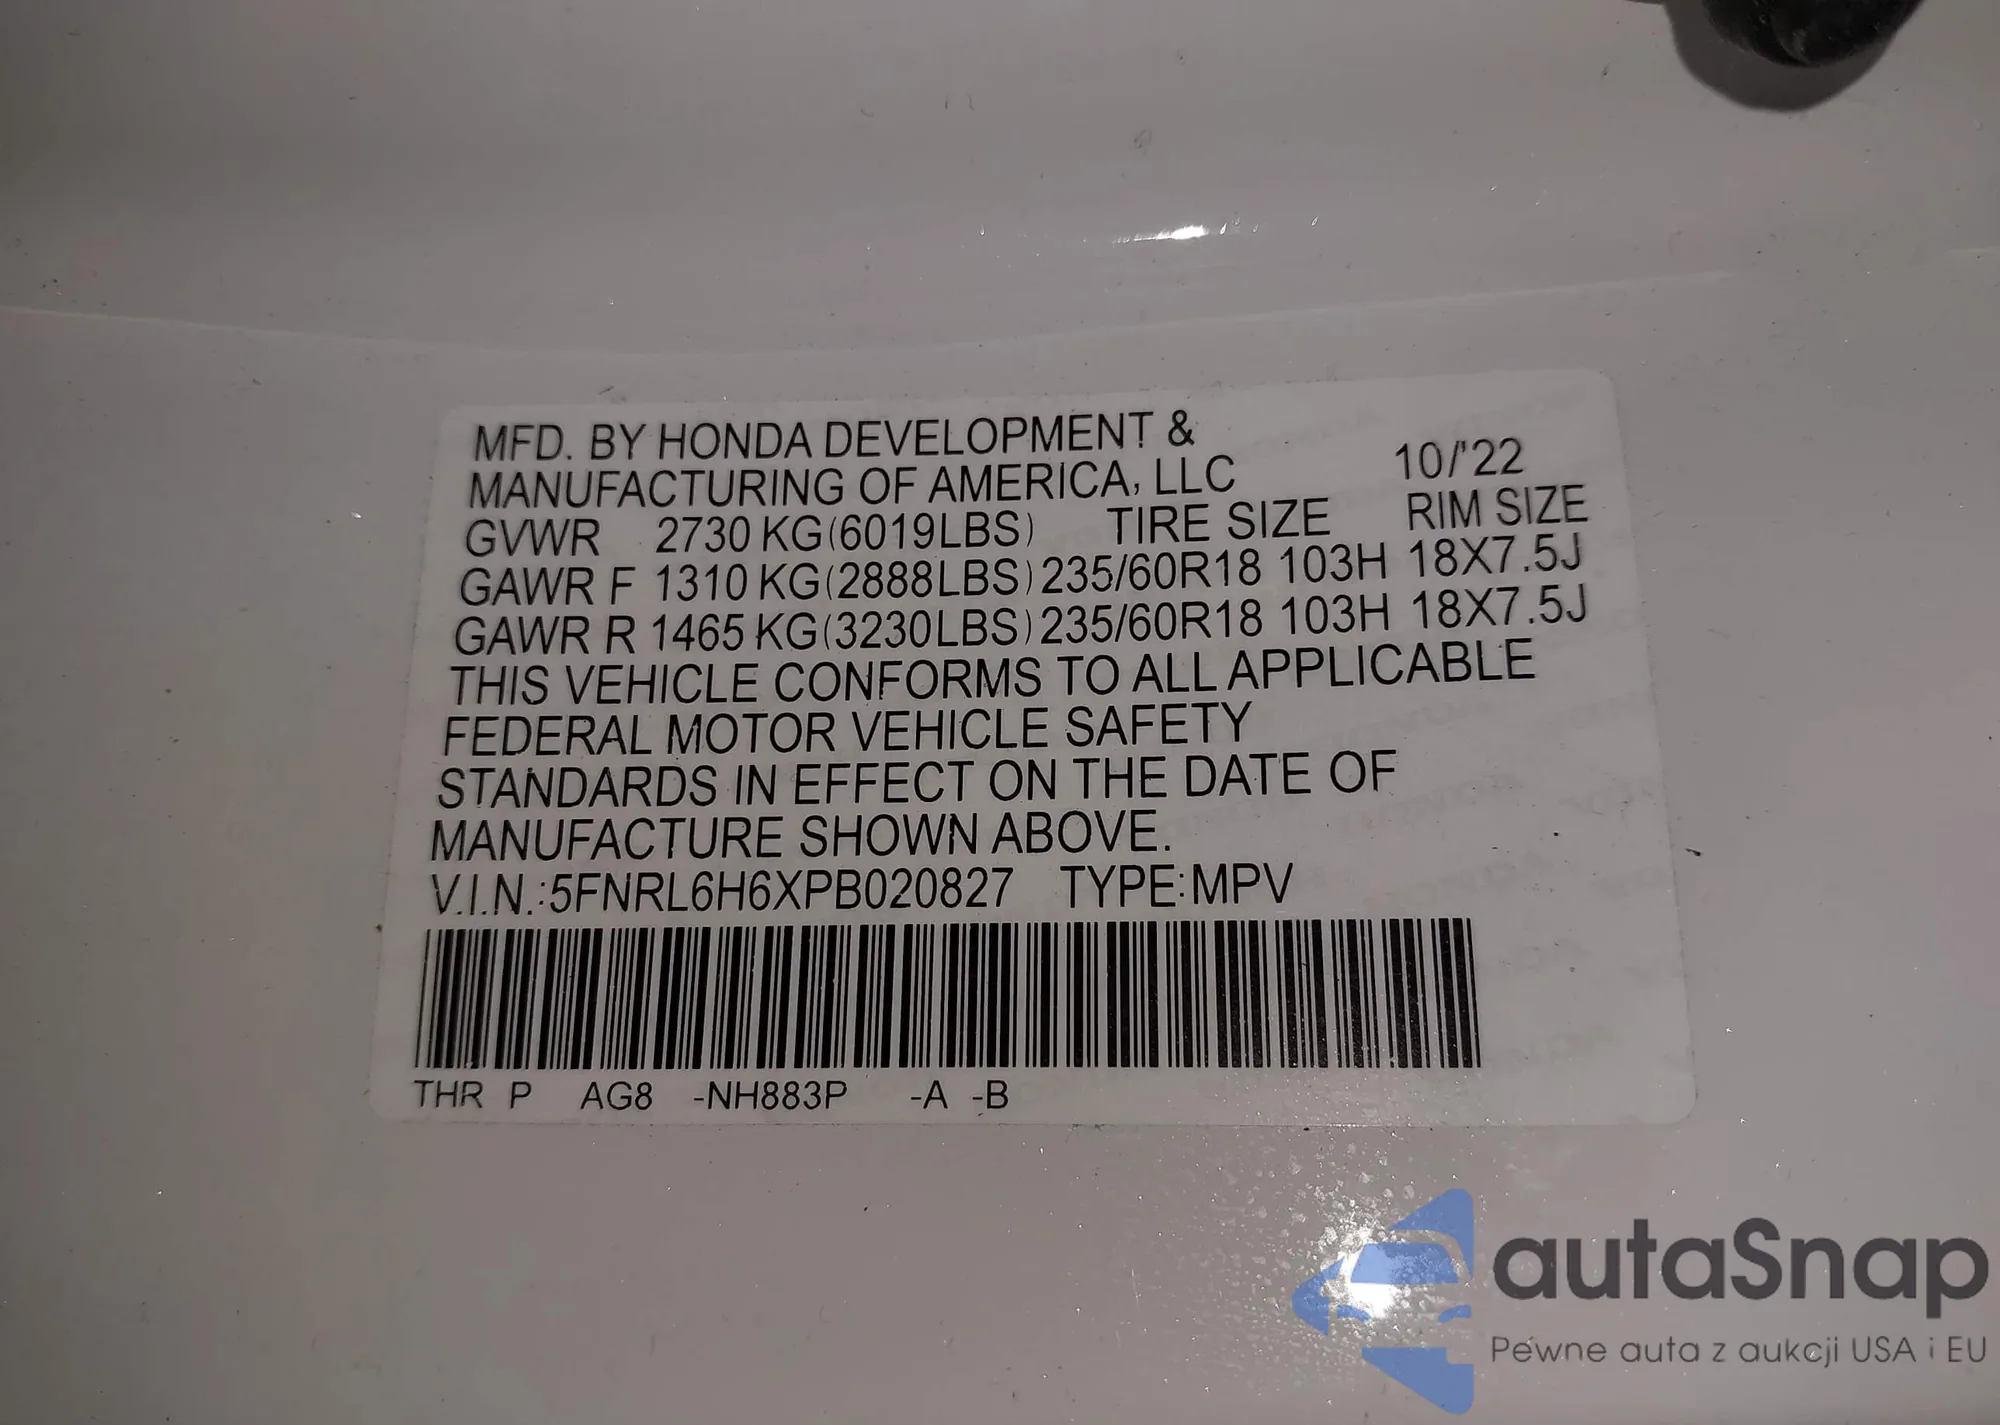 MFD. BY HONDA DEVELOPMENT &
MANUFACTURING OF AMERICA, LLC 10/'22
GVWR 2730 KG(6019LBS) TIRE SIZE RIM SIZE
GAWR F 1310 KG(2888LBS) 235/60R18 103H 18X7.5J
GAWR R 1465 KG(3230LBS) 235/60R18 103H 18X7.5J
THIS VEHICLE CONFORMS TO ALL APPLICABLE
FEDERAL MOTOR VEHICLE SAFETY
STANDARDS IN EFFECT ON THE DATE OF
MANUFACTURE SHOWN ABOVE.
V.I.N.:5FNRL6H6XPB020827 TYPE:MPV
THR P AG8 -NH883P -A -B
autaSnap
Pewne auta z aukcji USA i EU